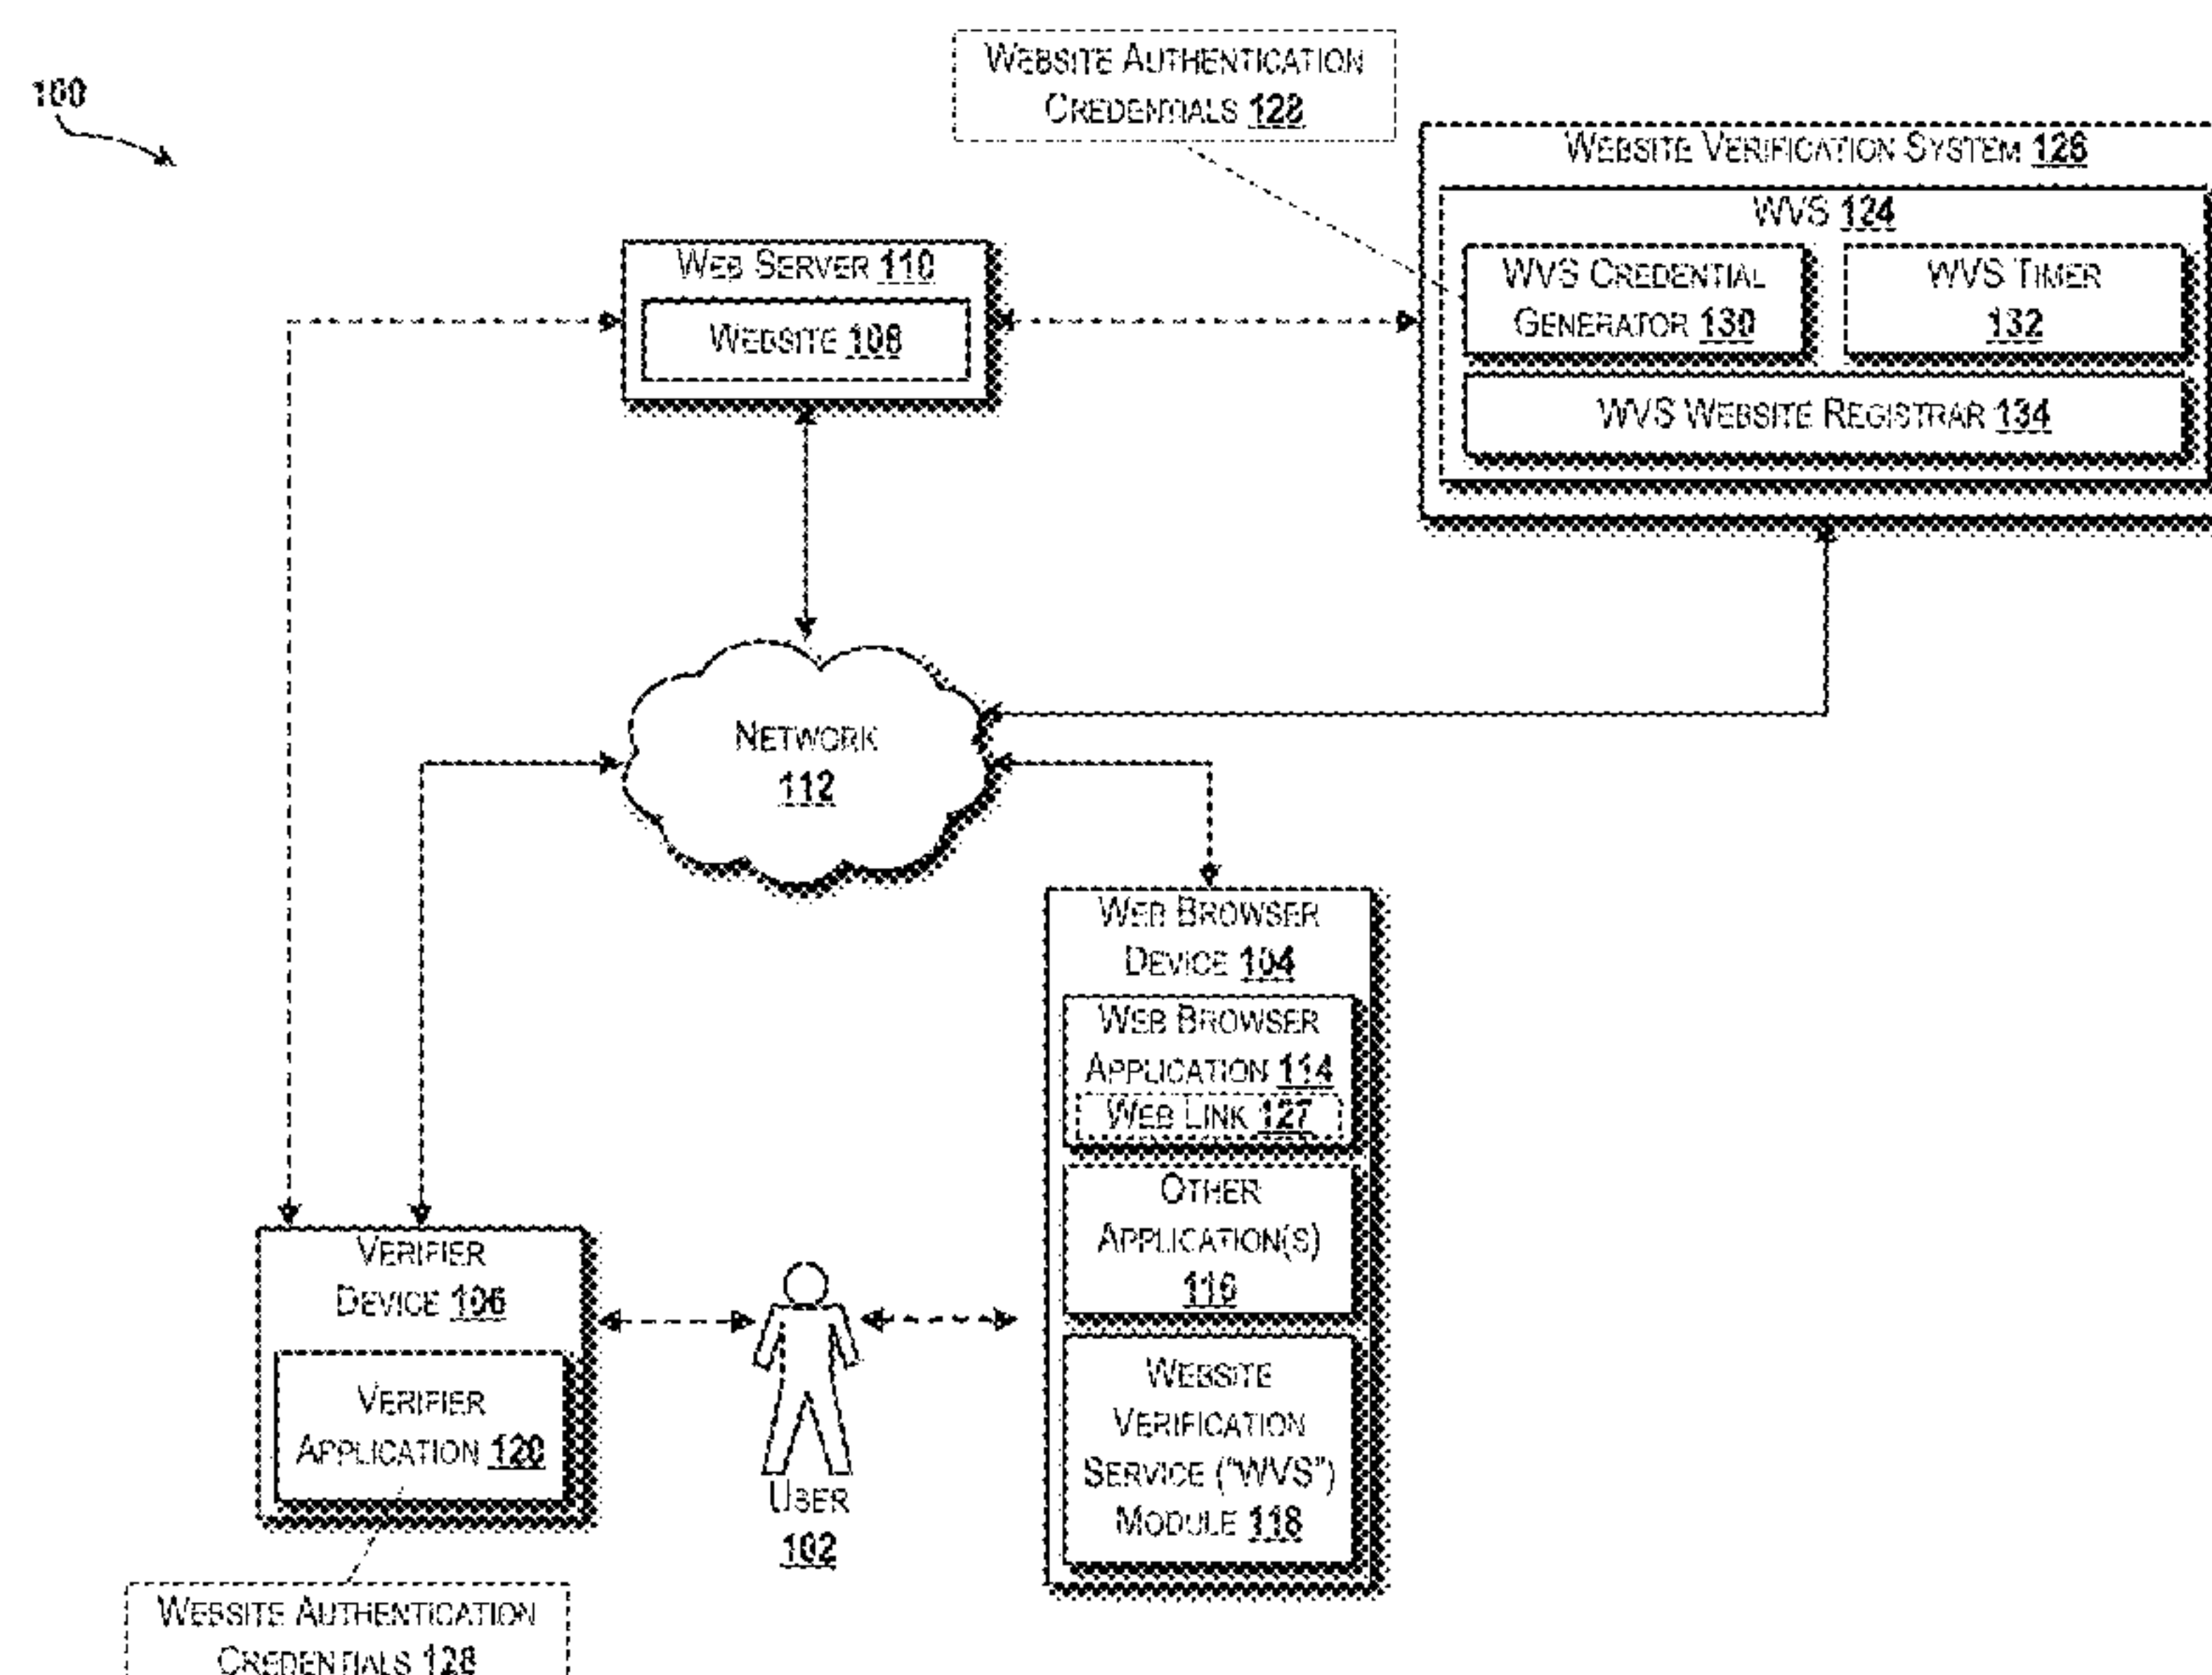 100
WEBSITE AUTHENTICATION
CREDENTIALS 128
WEBSITE VERIFICATION SYSTEM 126
WVS 124
WVS CREDENTIAL
GENERATOR 130
WVS TIMER
132
WVS WEBSITE REGISTRAR 134
WEB SERVER 110
WEBSITE 108
NETWORK
112
WEB BROWSER
DEVICE 104
WEB BROWSER
APPLICATION 114
WEB LINK 127
OTHER
APPLICATION(S)
116
WEBSITE
VERIFICATION
SERVICE ("WVS")
MODULE 118
VERIFIER
DEVICE 106
VERIFIER
APPLICATION 120
USER
102
WEBSITE AUTHENTICATION
CREDENTIALS 128